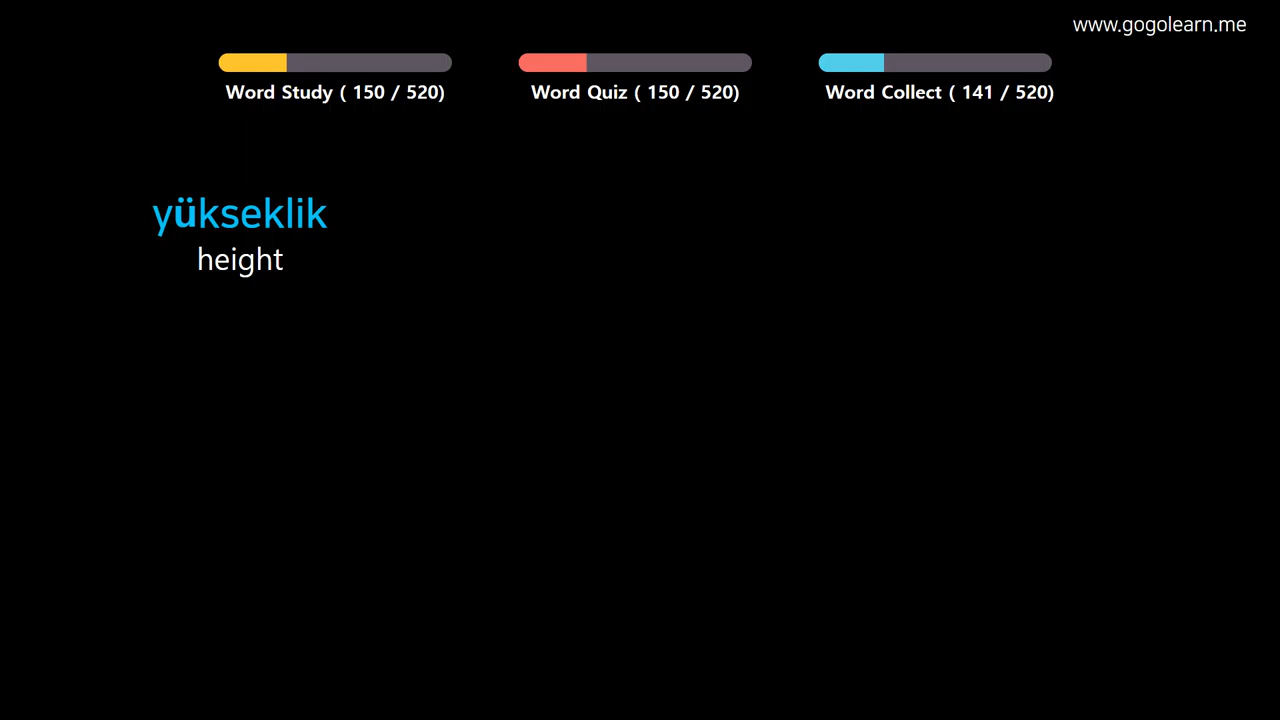 www.gogolearn.me
Word Study ( 150 / 520)
Word Quiz ( 150 / 520)
Word Collect ( 141 / 520)
yükseklik
height